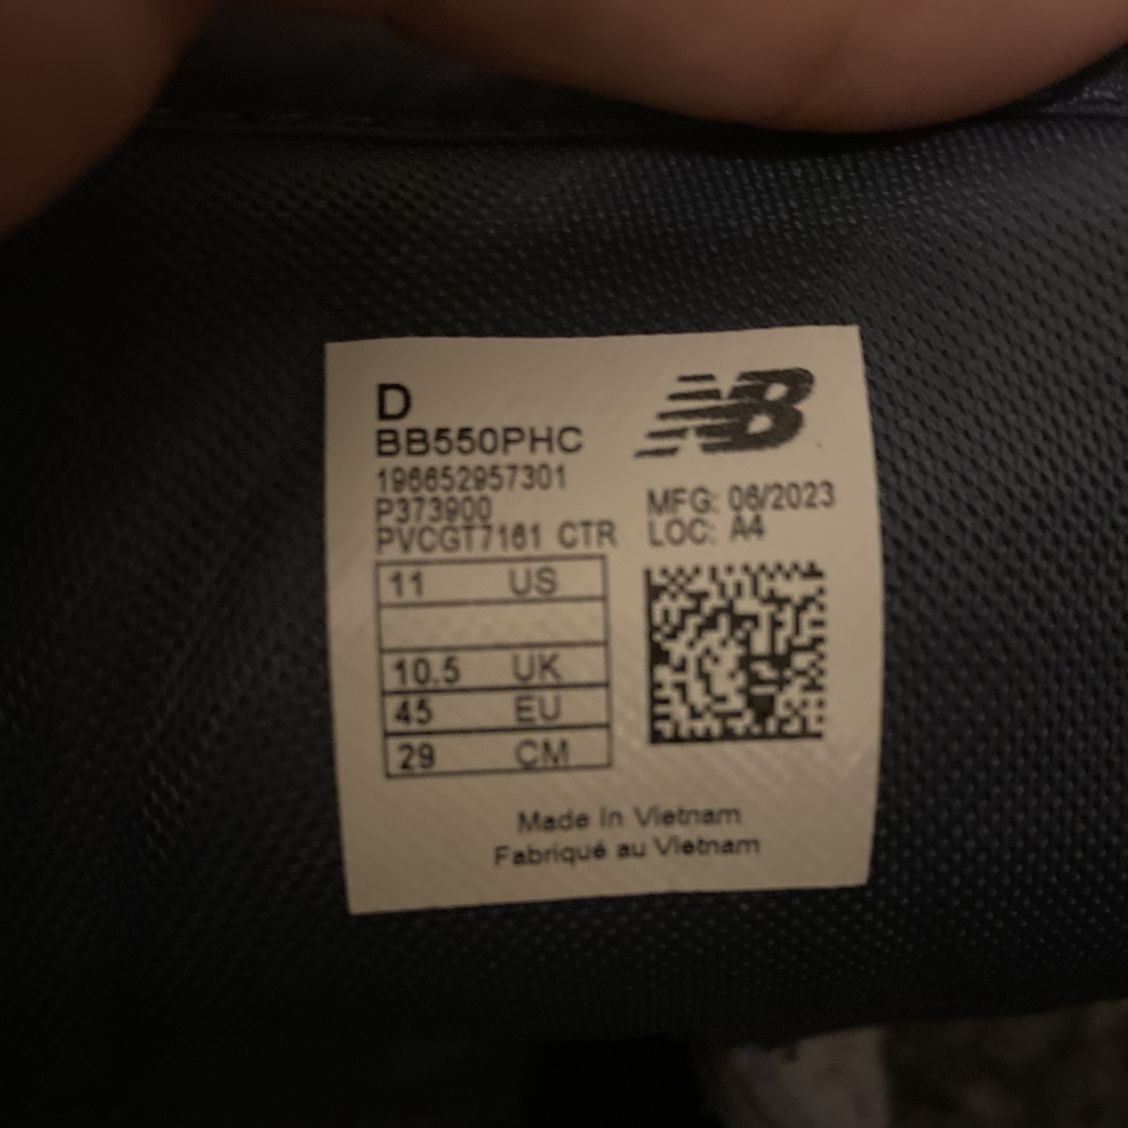 D
BB550PHC
196652957301
P373900
PVCGT7161 CTR
NB
MFG: 06/2023
LOC: A4
11 US
10.5 UK
45 EU
29 CM
Made in Vietnam
Fabriqué au Vietnam